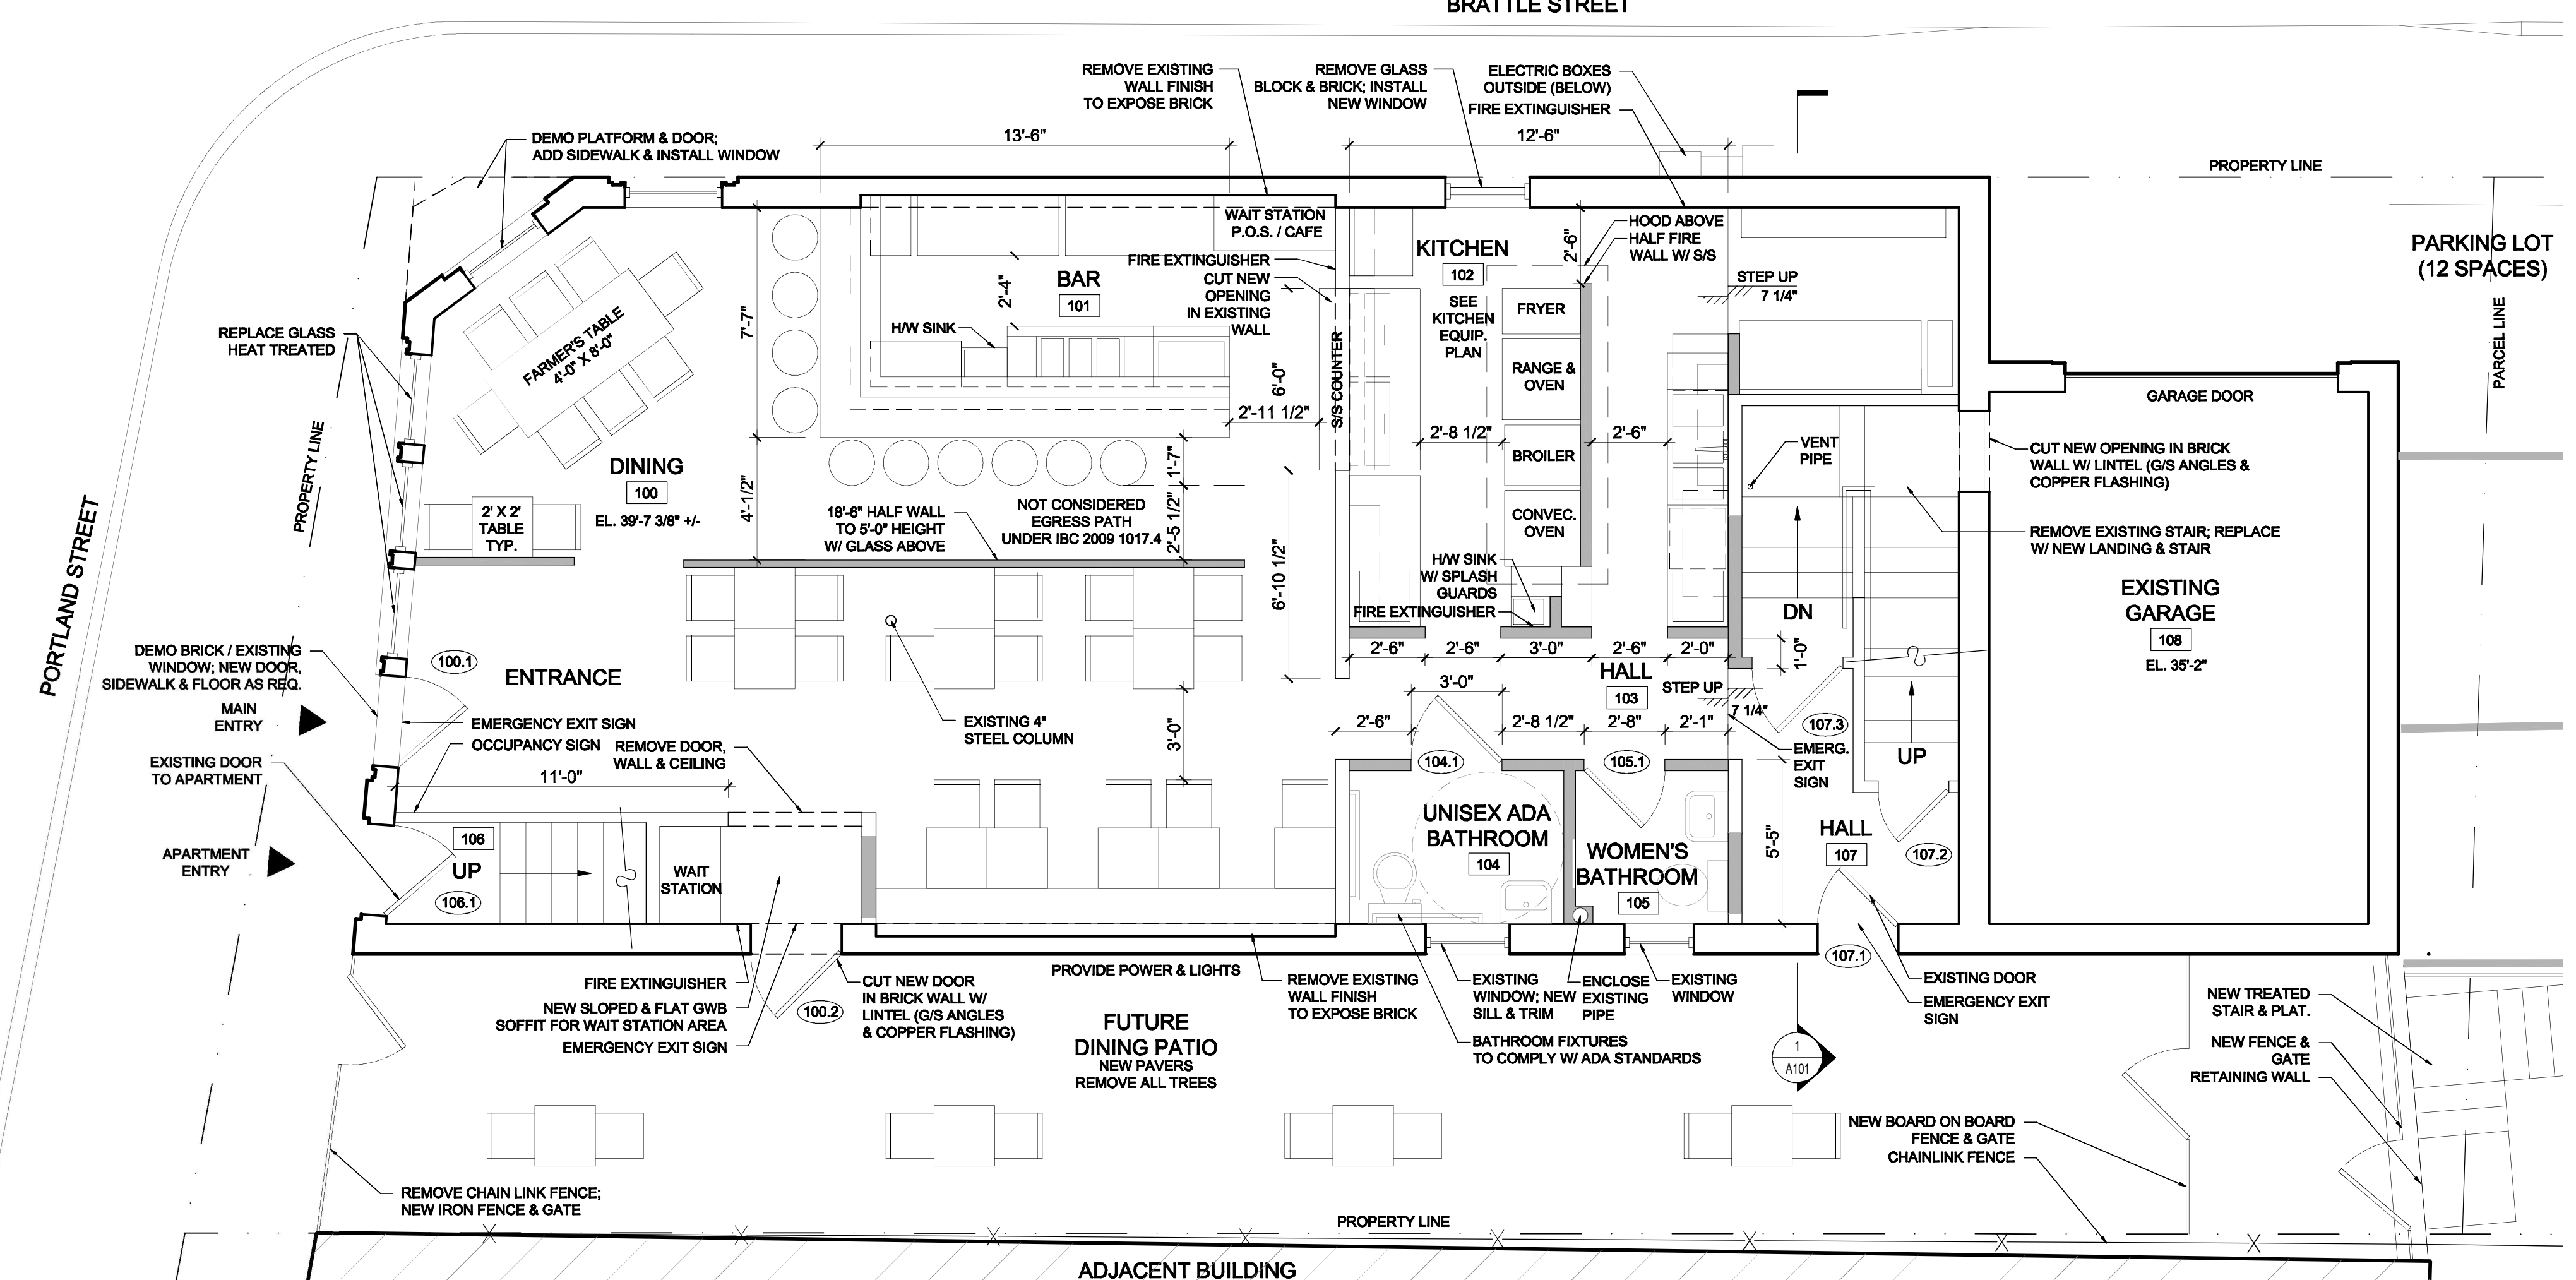 BRATTLE STREET
REMOVE EXISTING
WALL FINISH
TO EXPOSE BRICK
REMOVE GLASS
BLOCK & BRICK; INSTALL
NEW WINDOW
ELECTRIC BOXES
OUTSIDE (BELOW)
FIRE EXTINGUISHER
DEMO PLATFORM & DOOR;
ADD SIDEWALK & INSTALL WINDOW
13'-6"
12'-6"
PROPERTY LINE
PARKING LOT
(12 SPACES)
PARCEL LINE
WAIT STATION
P.O.S. / CAFE
FIRE EXTINGUISHER
CUT NEW
OPENING
IN EXISTING
WALL
KITCHEN
102
SEE
KITCHEN
EQUIP.
PLAN
2'-6"
HOOD ABOVE
HALF FIRE
WALL W/ S/S
STEP UP
7 1/4"
BAR
101
2'-4"
H/W SINK
7'-7"
FARMER'S TABLE
4'-0" X 8'-0"
REPLACE GLASS
HEAT TREATED
PROPERTY LINE
PORTLAND STREET
S/S COUNTER
6'-0"
2'-11 1/2"
FRYER
RANGE &
OVEN
BROILER
CONVEC.
OVEN
2'-8 1/2"
2'-6"
GARAGE DOOR
VENT
PIPE
CUT NEW OPENING IN BRICK
WALL W/ LINTEL (G/S ANGLES &
COPPER FLASHING)
REMOVE EXISTING STAIR; REPLACE
W/ NEW LANDING & STAIR
DINING
100
EL. 39'-7 3/8" +/-
2' X 2'
TABLE
TYP.
4'-1/2"
1'-7"
2'-5 1/2"
18'-6" HALF WALL
TO 5'-0" HEIGHT
W/ GLASS ABOVE
NOT CONSIDERED
EGRESS PATH
UNDER IBC 2009 1017.4
6'-10 1/2"
H/W SINK
W/ SPLASH
GUARDS
FIRE EXTINGUISHER
DN
1'-0"
EXISTING
GARAGE
108
EL. 35'-2"
DEMO BRICK / EXISTING
WINDOW; NEW DOOR,
SIDEWALK & FLOOR AS REQ.
MAIN
ENTRY
100.1
ENTRANCE
2'-6"
2'-6"
3'-0"
2'-6"
2'-0"
HALL
103
STEP UP
7 1/4"
3'-0"
2'-6"
2'-8 1/2"
2'-8"
2'-1"
107.3
UP
EMERG.
EXIT
SIGN
EMERGENCY EXIT SIGN
OCCUPANCY SIGN
REMOVE DOOR,
WALL & CEILING
EXISTING 4"
STEEL COLUMN
3'-0"
11'-0"
EXISTING DOOR
TO APARTMENT
APARTMENT
ENTRY
104.1
105.1
106
UP
106.1
WAIT
STATION
UNISEX ADA
BATHROOM
104
WOMEN'S
BATHROOM
105
5'-5"
HALL
107
107.2
107.1
FIRE EXTINGUISHER
NEW SLOPED & FLAT GWB
SOFFIT FOR WAIT STATION AREA
EMERGENCY EXIT SIGN
100.2
CUT NEW DOOR
IN BRICK WALL W/
LINTEL (G/S ANGLES
& COPPER FLASHING)
PROVIDE POWER & LIGHTS
REMOVE EXISTING
WALL FINISH
TO EXPOSE BRICK
EXISTING
WINDOW; NEW
SILL & TRIM
ENCLOSE
EXISTING
PIPE
EXISTING
WINDOW
EXISTING DOOR
EMERGENCY EXIT
SIGN
BATHROOM FIXTURES
TO COMPLY W/ ADA STANDARDS
FUTURE
DINING PATIO
NEW PAVERS
REMOVE ALL TREES
1
A101
NEW TREATED
STAIR & PLAT.
NEW FENCE &
GATE
RETAINING WALL
NEW BOARD ON BOARD
FENCE & GATE
CHAINLINK FENCE
REMOVE CHAIN LINK FENCE;
NEW IRON FENCE & GATE
PROPERTY LINE
ADJACENT BUILDING